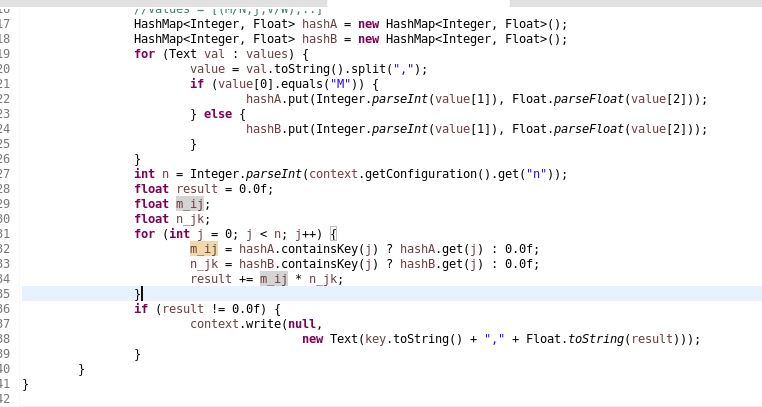 //values = [(M/N,j,V/W),..]
17 HashMap<Integer, Float> hashA = new HashMap<Integer, Float>();
18 HashMap<Integer, Float> hashB = new HashMap<Integer, Float>();
19 for (Text val : values) {
20 value = val.toString().split(",");
21 if (value[0].equals("M")) {
22 hashA.put(Integer.parseInt(value[1]), Float.parseFloat(value[2]));
23 } else {
24 hashB.put(Integer.parseInt(value[1]), Float.parseFloat(value[2]));
25 }
26 }
27 int n = Integer.parseInt(context.getConfiguration().get("n"));
28 float result = 0.0f;
29 float m_ij;
30 float n_jk;
31 for (int j = 0; j < n; j++) {
32 m_ij = hashA.containsKey(j) ? hashA.get(j) : 0.0f;
33 n_jk = hashB.containsKey(j) ? hashB.get(j) : 0.0f;
34 result += m_ij * n_jk;
35 }
36 if (result != 0.0f) {
37 context.write(null,
38 new Text(key.toString() + "," + Float.toString(result)));
39 }
40 }
41 }
42